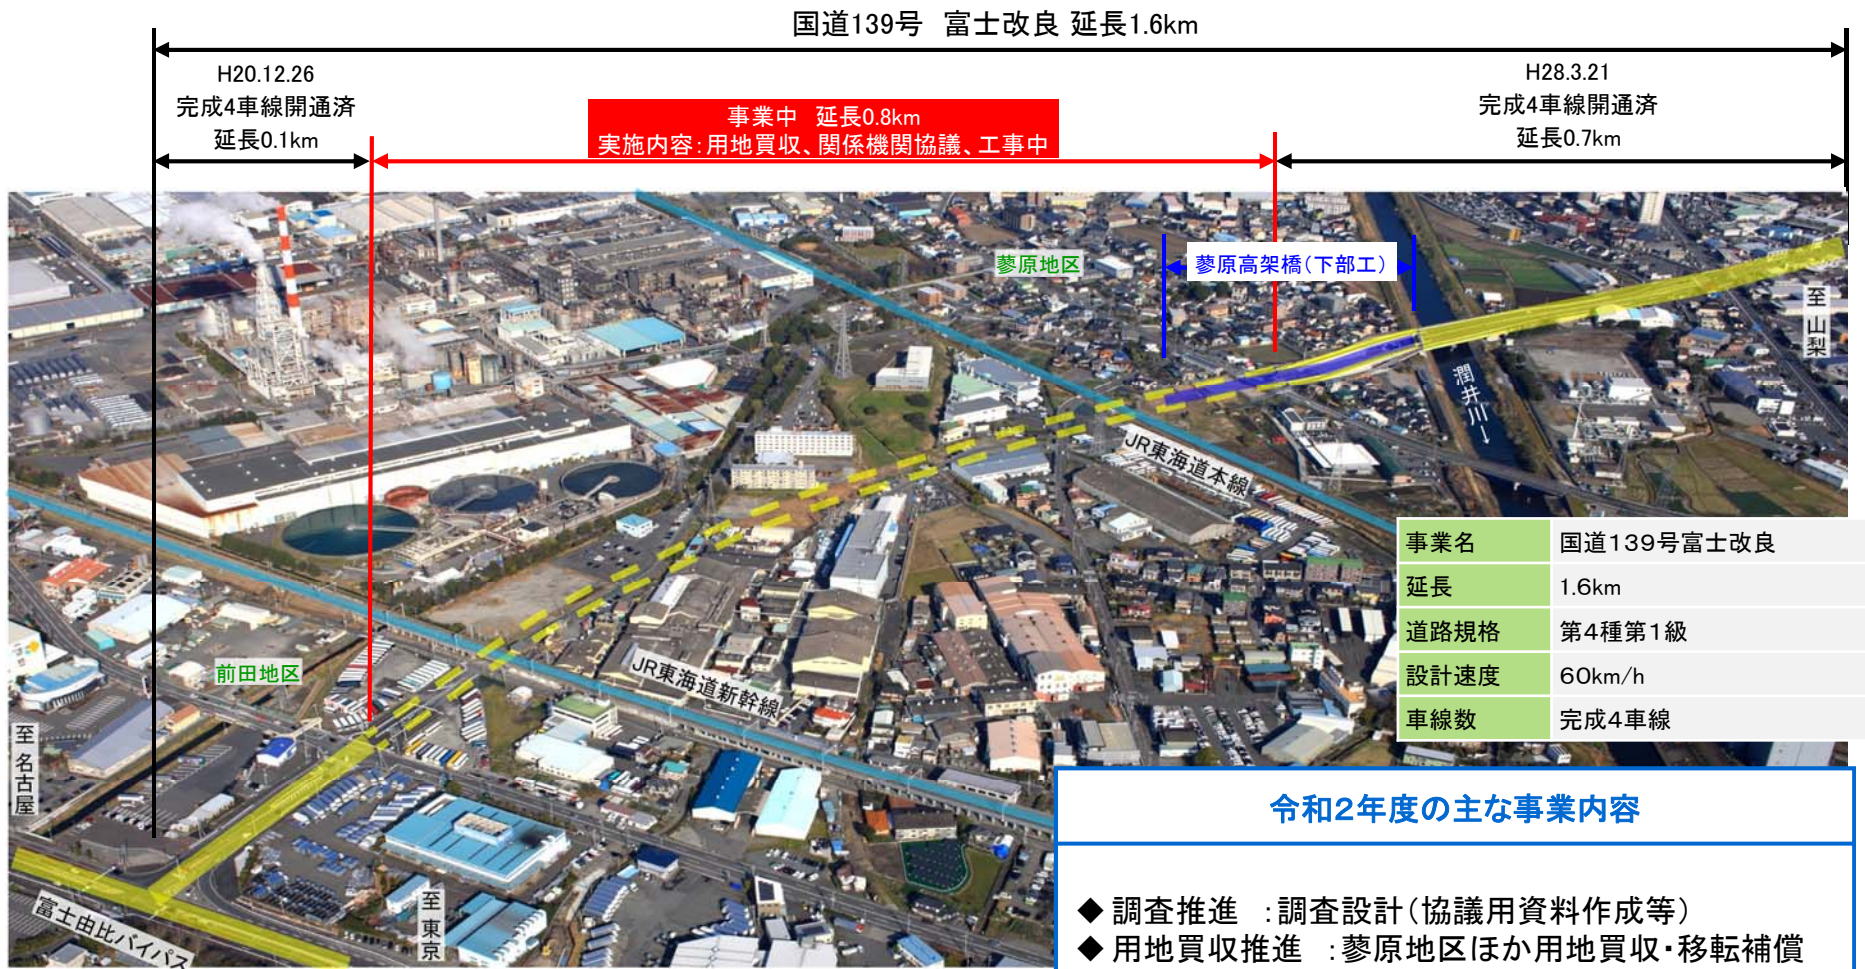 国道139号　富士改良 延長1.6km
H20.12.26
完成4車線開通済
延長0.1km
事業中　延長0.8km
実施内容：用地買収、関係機関協議、工事中
H28.3.21
完成4車線開通済
延長0.7km
蓼原地区
蓼原高架橋（下部工）
至 山梨
潤井川→
JR東海道本線
前田地区
JR東海道新幹線
至 名古屋
至 東京
富士由比バイパス
事業名　国道139号富士改良
延長　1.6km
道路規格　第4種第1級
設計速度　60km/h
車線数　完成4車線
令和2年度の主な事業内容
◆ 調査推進　：調査設計（協議用資料作成等）
◆ 用地買収推進　：蓼原地区ほか用地買収・移転補償